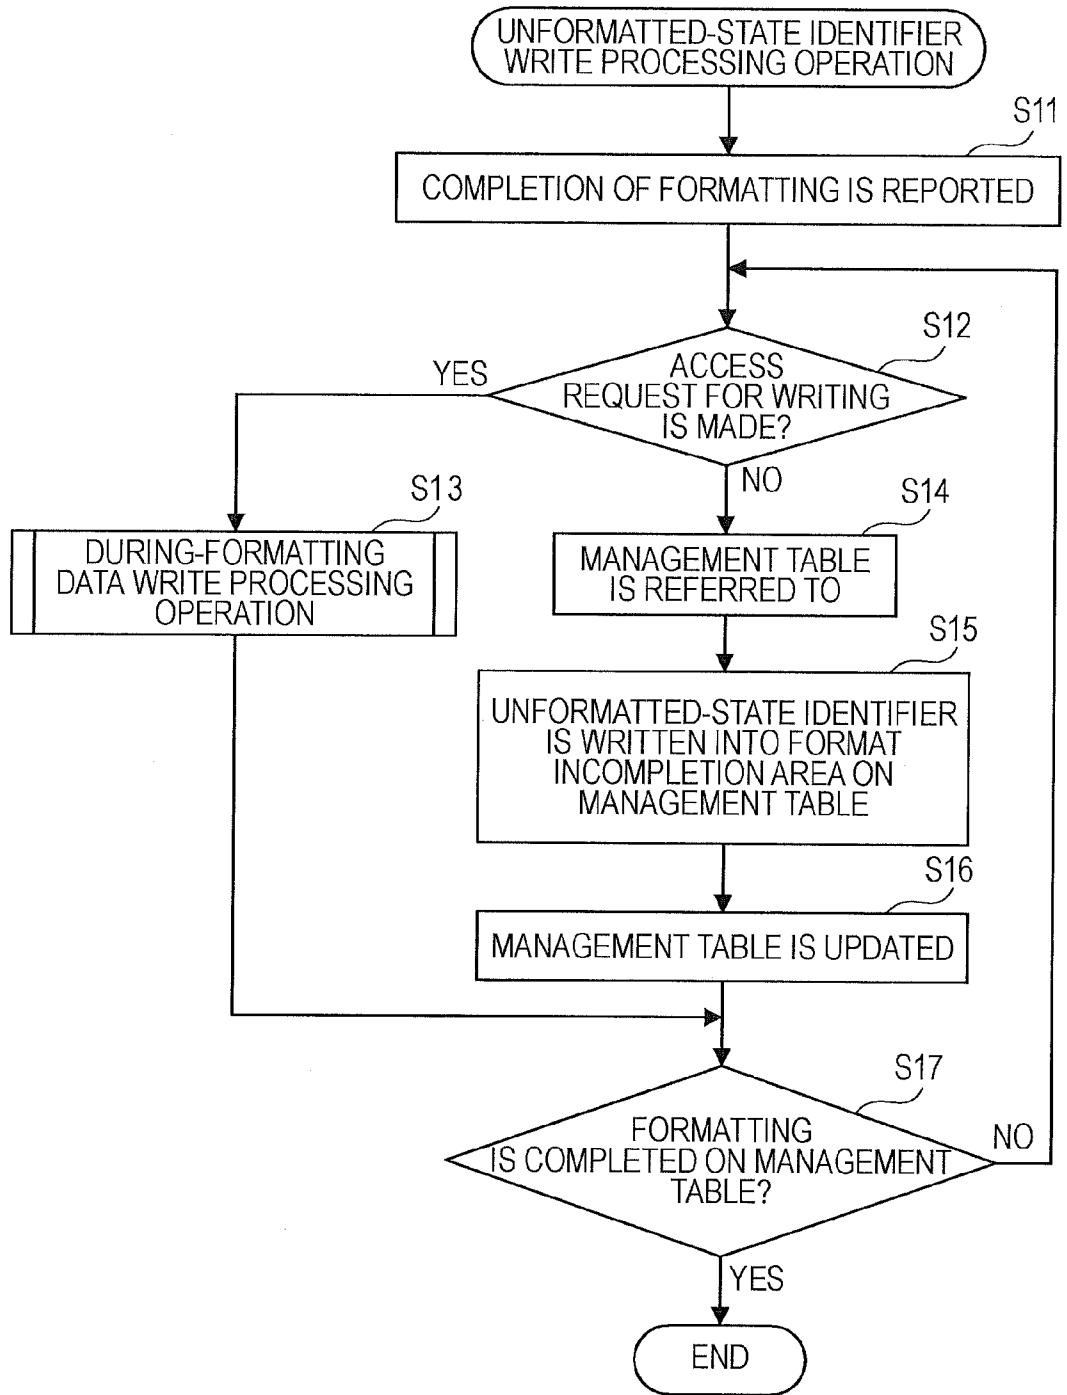 UNFORMATTED-STATE IDENTIFIER
WRITE PROCESSING OPERATION
S11
COMPLETION OF FORMATTING IS REPORTED
S12
ACCESS
REQUEST FOR WRITING
IS MADE?
YES
NO
S13
DURING-FORMATTING
DATA WRITE PROCESSING
OPERATION
S14
MANAGEMENT TABLE
IS REFERRED TO
S15
UNFORMATTED-STATE IDENTIFIER
IS WRITTEN INTO FORMAT
INCOMPLETION AREA ON
MANAGEMENT TABLE
S16
MANAGEMENT TABLE IS UPDATED
S17
FORMATTING
IS COMPLETED ON MANAGEMENT
TABLE?
NO
YES
END